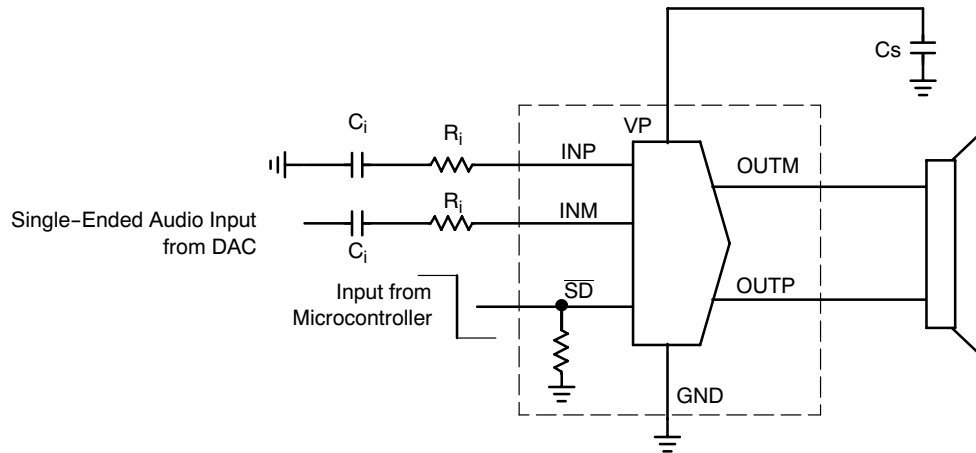 Cs
VP
Ci
Ri
INP
OUTM
Single-Ended Audio Input
from DAC
Ri
INM
Ci
Input from
Microcontroller
SD
OUTP
GND